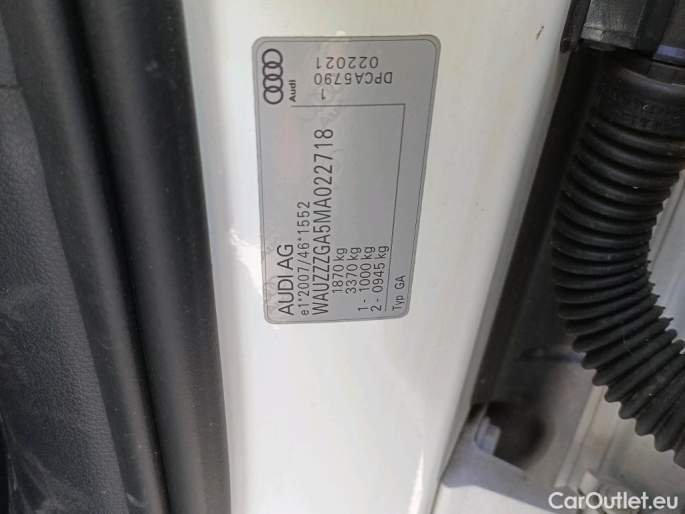 AUDI AG
e1*2007/46*1552
WAUZZZGA5MA022718
1870 kg
3370 kg
1 - 1000 kg
2 - 0945 kg
Typ GA
Audi
1
DPCA5790
022021
CarOutlet.eu